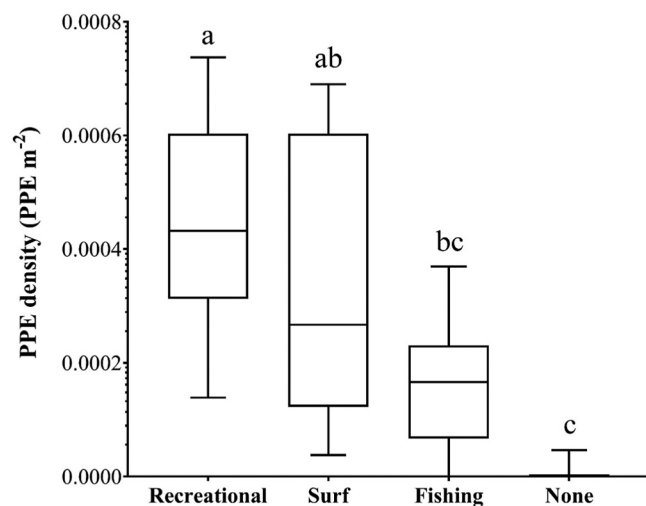 PPE density (PPE m⁻²)
0.0008
0.0006
0.0004
0.0002
0.0000
a
ab
bc
c
Recreational Surf Fishing None